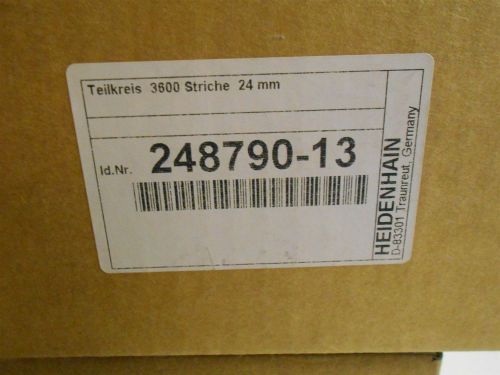 Teilkreis 3600 Striche 24 mm
Id.Nr. 248790-13
HEIDENHAIN
D-83301 Traunreut, Germany